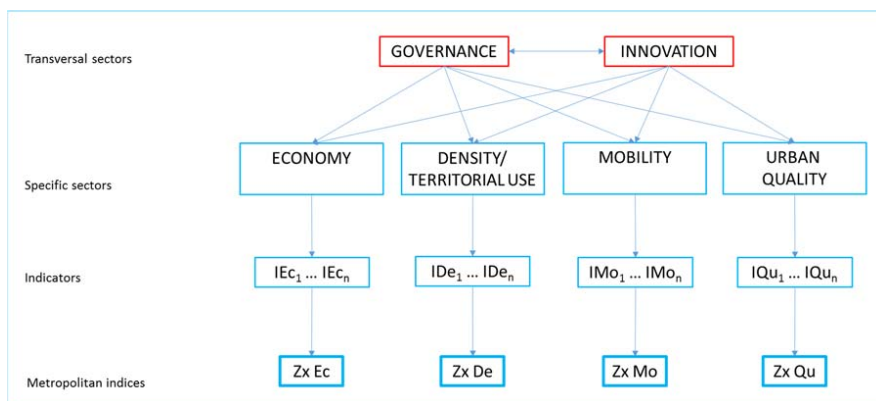 Transversal sectors
GOVERNANCE
INNOVATION
Specific sectors
ECONOMY
DENSITY/
TERRITORIAL USE
MOBILITY
URBAN
QUALITY
Indicators
IEc₁ ... IEcₙ
IDe₁ ... IDeₙ
IMo₁ ... IMoₙ
IQu₁ ... IQuₙ
Metropolitan indices
Zx Ec
Zx De
Zx Mo
Zx Qu